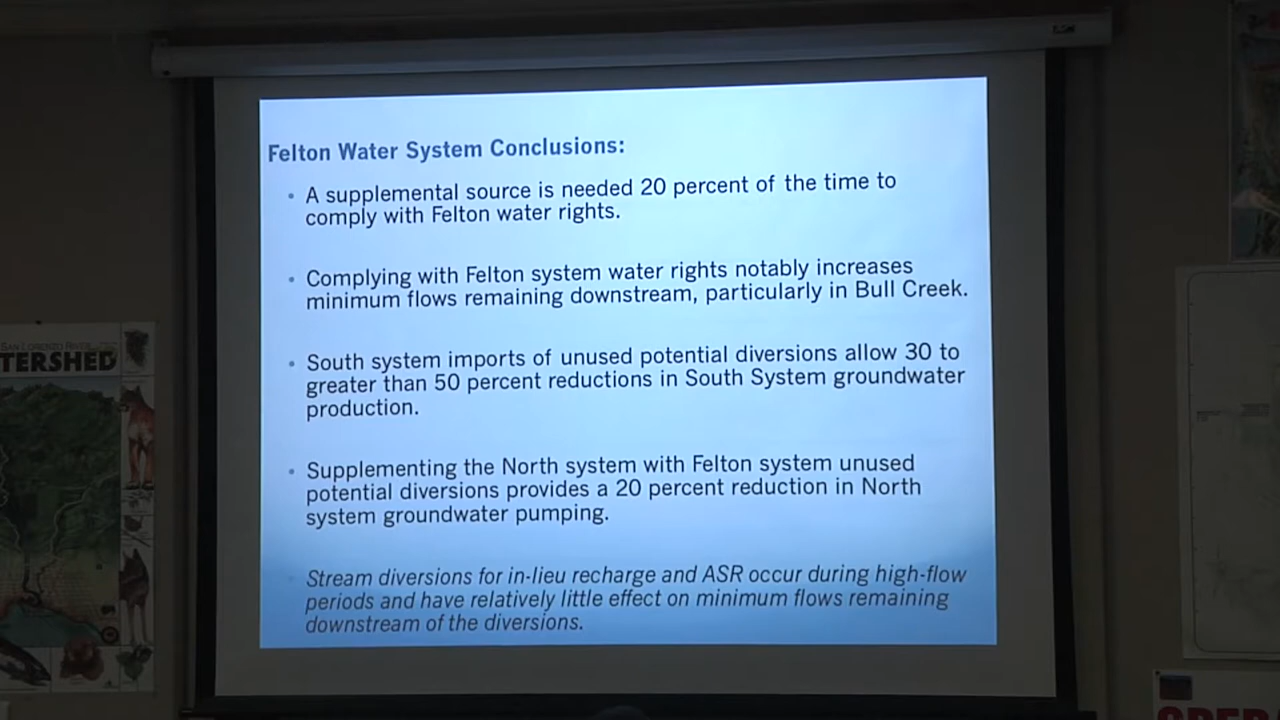 Felton Water System Conclusions:
• A supplemental source is needed 20 percent of the time to
comply with Felton water rights.
• Complying with Felton system water rights notably increases
minimum flows remaining downstream, particularly in Bull Creek.
• South system imports of unused potential diversions allow 30 to
greater than 50 percent reductions in South System groundwater
production.
• Supplementing the North system with Felton system unused
potential diversions provides a 20 percent reduction in North
system groundwater pumping.
• Stream diversions for in-lieu recharge and ASR occur during high-flow
periods and have relatively little effect on minimum flows remaining
downstream of the diversions.
SAN LORENZO RIVER
TERSHED